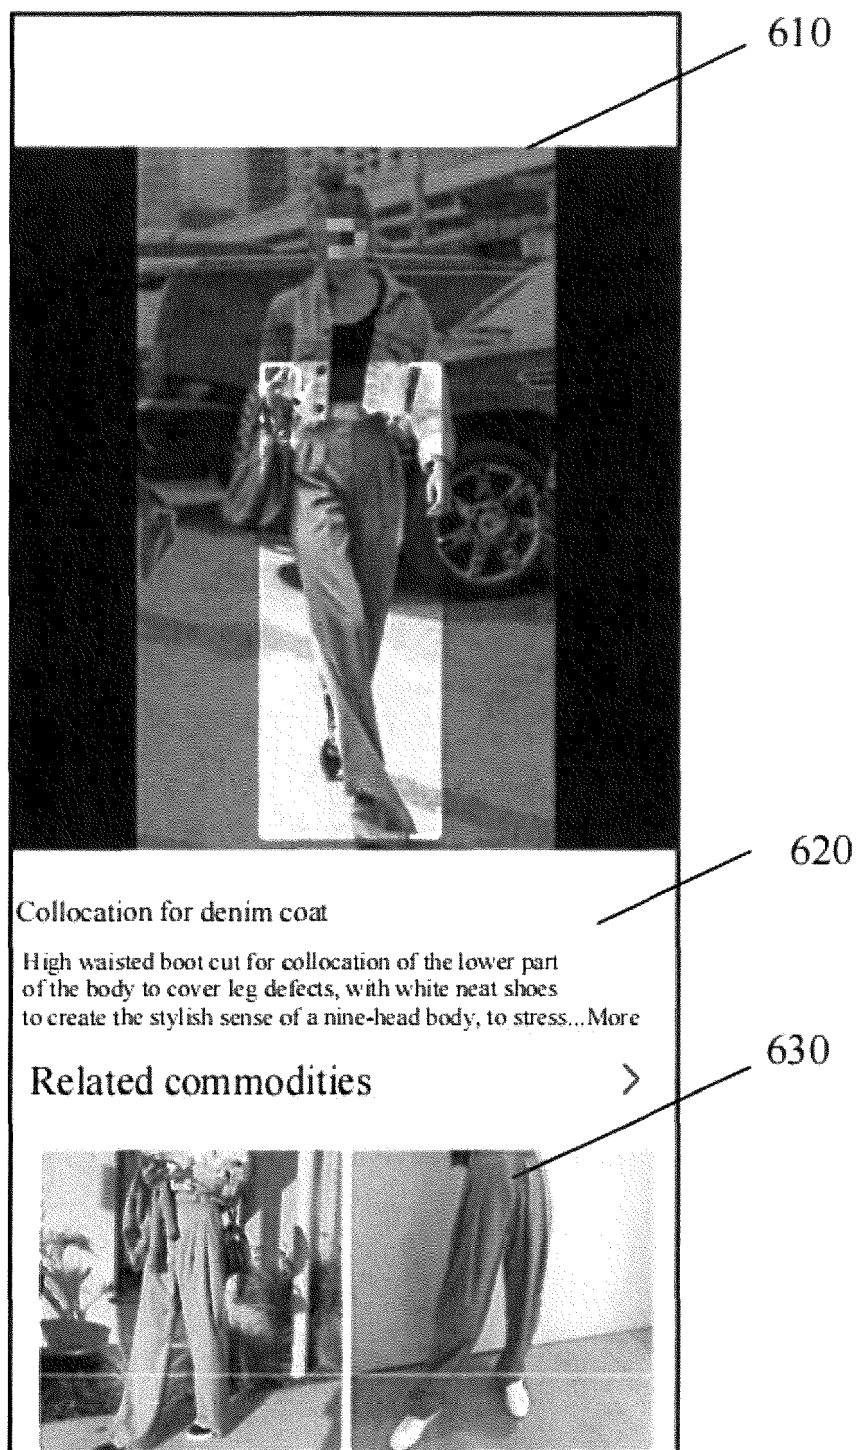 610
620
Collocation for denim coat
High waisted boot cut for collocation of the lower part
of the body to cover leg defects, with white neat shoes
to create the stylish sense of a nine-head body, to stress...More
630
Related commodities >